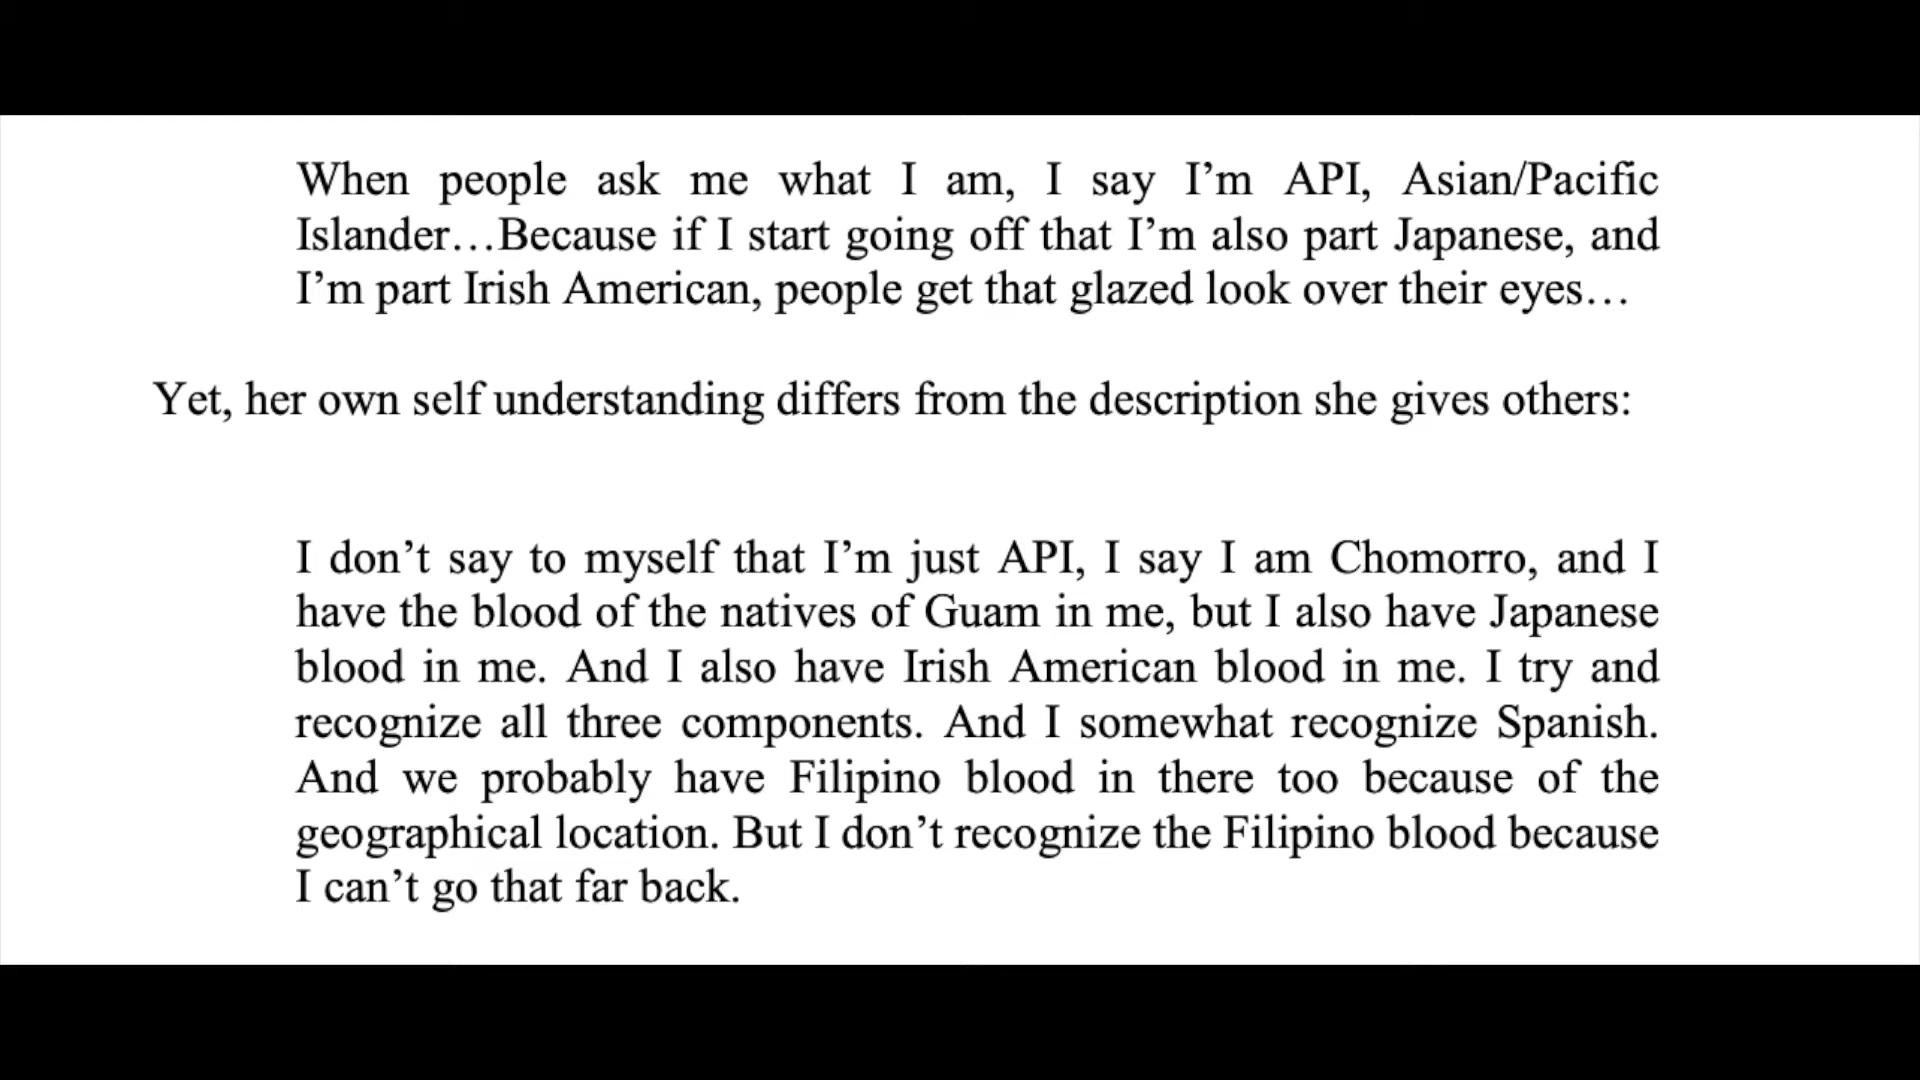 When people ask me what I am, I say I’m API, Asian/Pacific
Islander…Because if I start going off that I’m also part Japanese, and
I’m part Irish American, people get that glazed look over their eyes…
Yet, her own self understanding differs from the description she gives others:
I don’t say to myself that I’m just API, I say I am Chomorro, and I
have the blood of the natives of Guam in me, but I also have Japanese
blood in me. And I also have Irish American blood in me. I try and
recognize all three components. And I somewhat recognize Spanish.
And we probably have Filipino blood in there too because of the
geographical location. But I don’t recognize the Filipino blood because
I can’t go that far back.